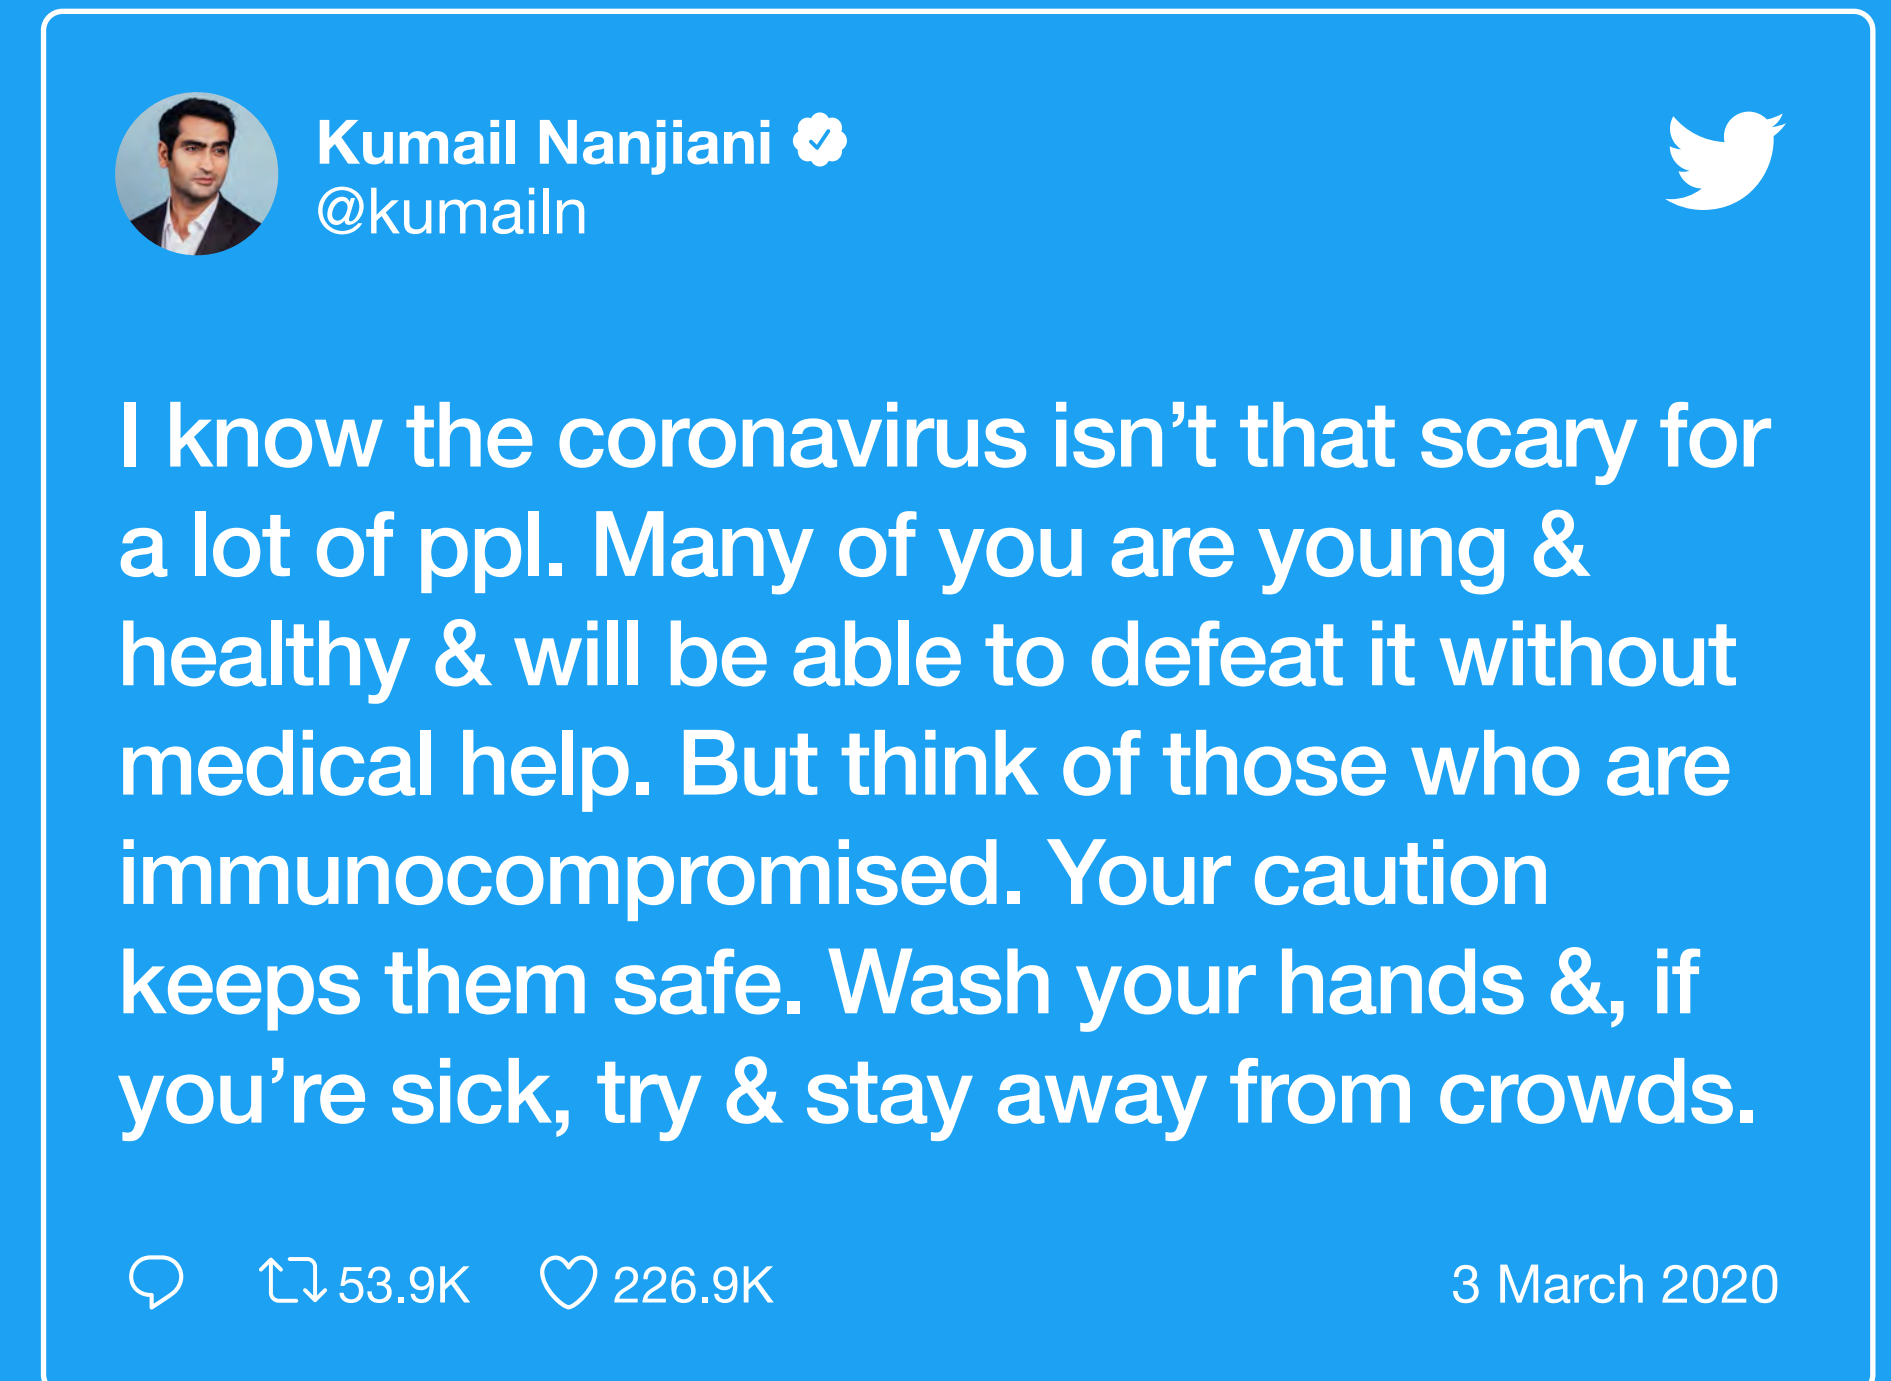 Kumail Nanjiani
@kumailn
I know the coronavirus isn’t that scary for
a lot of ppl. Many of you are young &
healthy & will be able to defeat it without
medical help. But think of those who are
immunocompromised. Your caution
keeps them safe. Wash your hands &, if
you’re sick, try & stay away from crowds.
53.9K 226.9K 3 March 2020